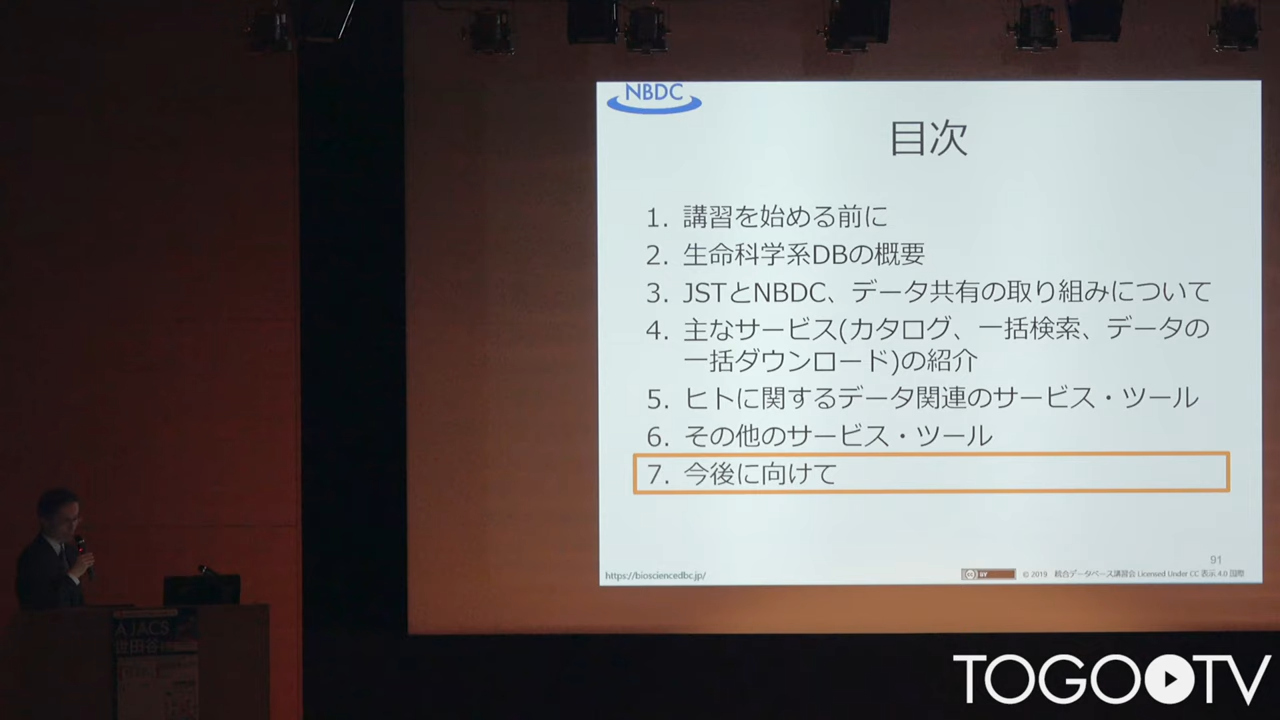 NBDC
目次
1. 講習を始める前に
2. 生命科学系DBの概要
3. JSTとNBDC、データ共有の取り組みについて
4. 主なサービス(カタログ、一括検索、データの
一括ダウンロード)の紹介
5. ヒトに関するデータ関連のサービス・ツール
6. その他のサービス・ツール
7. 今後に向けて
91
https://biosciencedbc.jp/
BY
© 2019 統合データベース講習会 Licensed Under CC 表示 4.0 国際
AJACS
TOGO TV